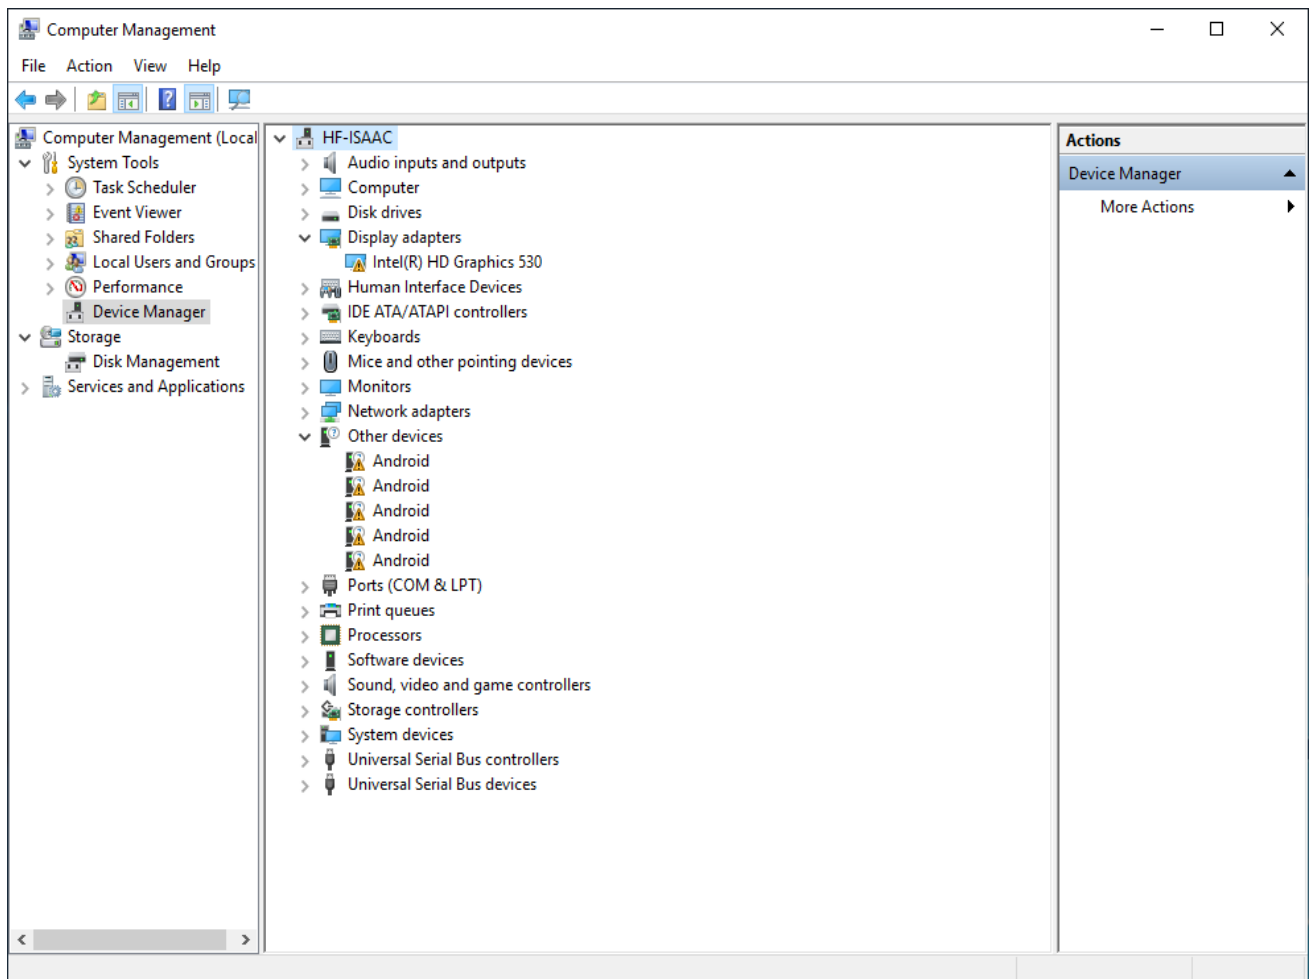 Computer Management
File Action View Help
Computer Management (Local
System Tools
Task Scheduler
Event Viewer
Shared Folders
Local Users and Groups
Performance
Device Manager
Storage
Disk Management
Services and Applications
HF-ISAAC
Audio inputs and outputs
Computer
Disk drives
Display adapters
Intel(R) HD Graphics 530
Human Interface Devices
IDE ATA/ATAPI controllers
Keyboards
Mice and other pointing devices
Monitors
Network adapters
Other devices
Android
Android
Android
Android
Android
Ports (COM & LPT)
Print queues
Processors
Software devices
Sound, video and game controllers
Storage controllers
System devices
Universal Serial Bus controllers
Universal Serial Bus devices
Actions
Device Manager
More Actions